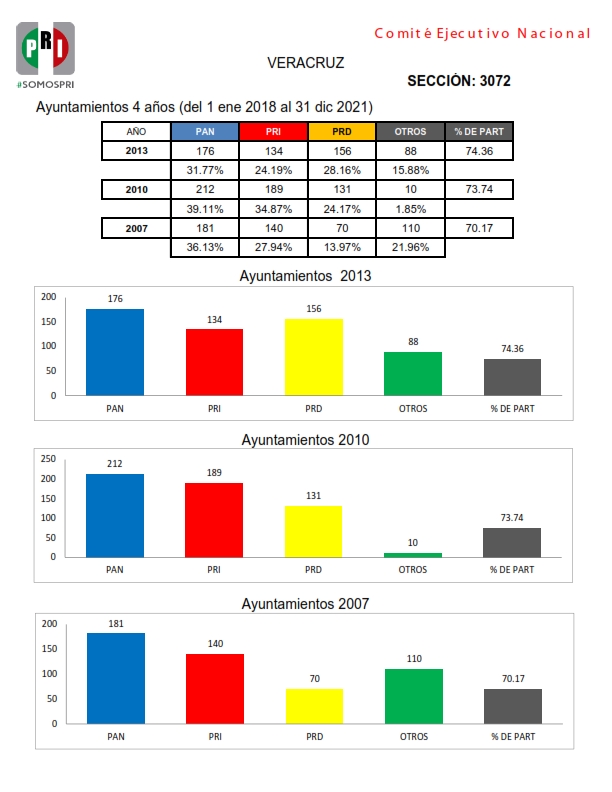 Comité Ejecutivo Nacional
PRI
#SOMOSPRI
VERACRUZ
SECCIÓN: 3072
Ayuntamientos 4 años (del 1 ene 2018 al 31 dic 2021)
AÑO PAN PRI PRD OTROS % DE PART
2013 176 134 156 88 74.36
31.77% 24.19% 28.16% 15.88%
2010 212 189 131 10 73.74
39.11% 34.87% 24.17% 1.85%
2007 181 140 70 110 70.17
36.13% 27.94% 13.97% 21.96%
Ayuntamientos 2013
200
150
100
50
0
176 134 156 88 74.36
PAN PRI PRD OTROS % DE PART
Ayuntamientos 2010
250
200
150
100
50
0
212 189 131 10 73.74
PAN PRI PRD OTROS % DE PART
Ayuntamientos 2007
200
150
100
50
0
181 140 70 110 70.17
PAN PRI PRD OTROS % DE PART